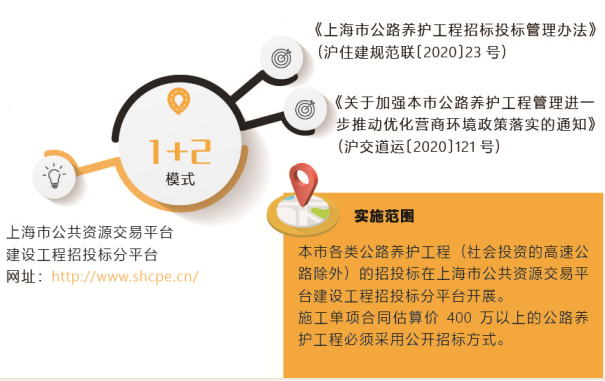 《上海市公路养护工程招标投标管理办法》
(沪住建规范联[2020]23 号)
《关于加强本市公路养护工程管理进一
步推动优化营商环境政策落实的通知》
(沪交道运[2020]121 号)
1+2
模式
上海市公共资源交易平台
建设工程招投标分平台
网址：http://www.shcpe.cn/
实施范围
本市各类公路养护工程（社会投资的高速公
路除外）的招投标在上海市公共资源交易平
台建设工程招投标分平台开展。
施工单项合同估算价 400 万以上的公路养
护工程必须采用公开招标方式。